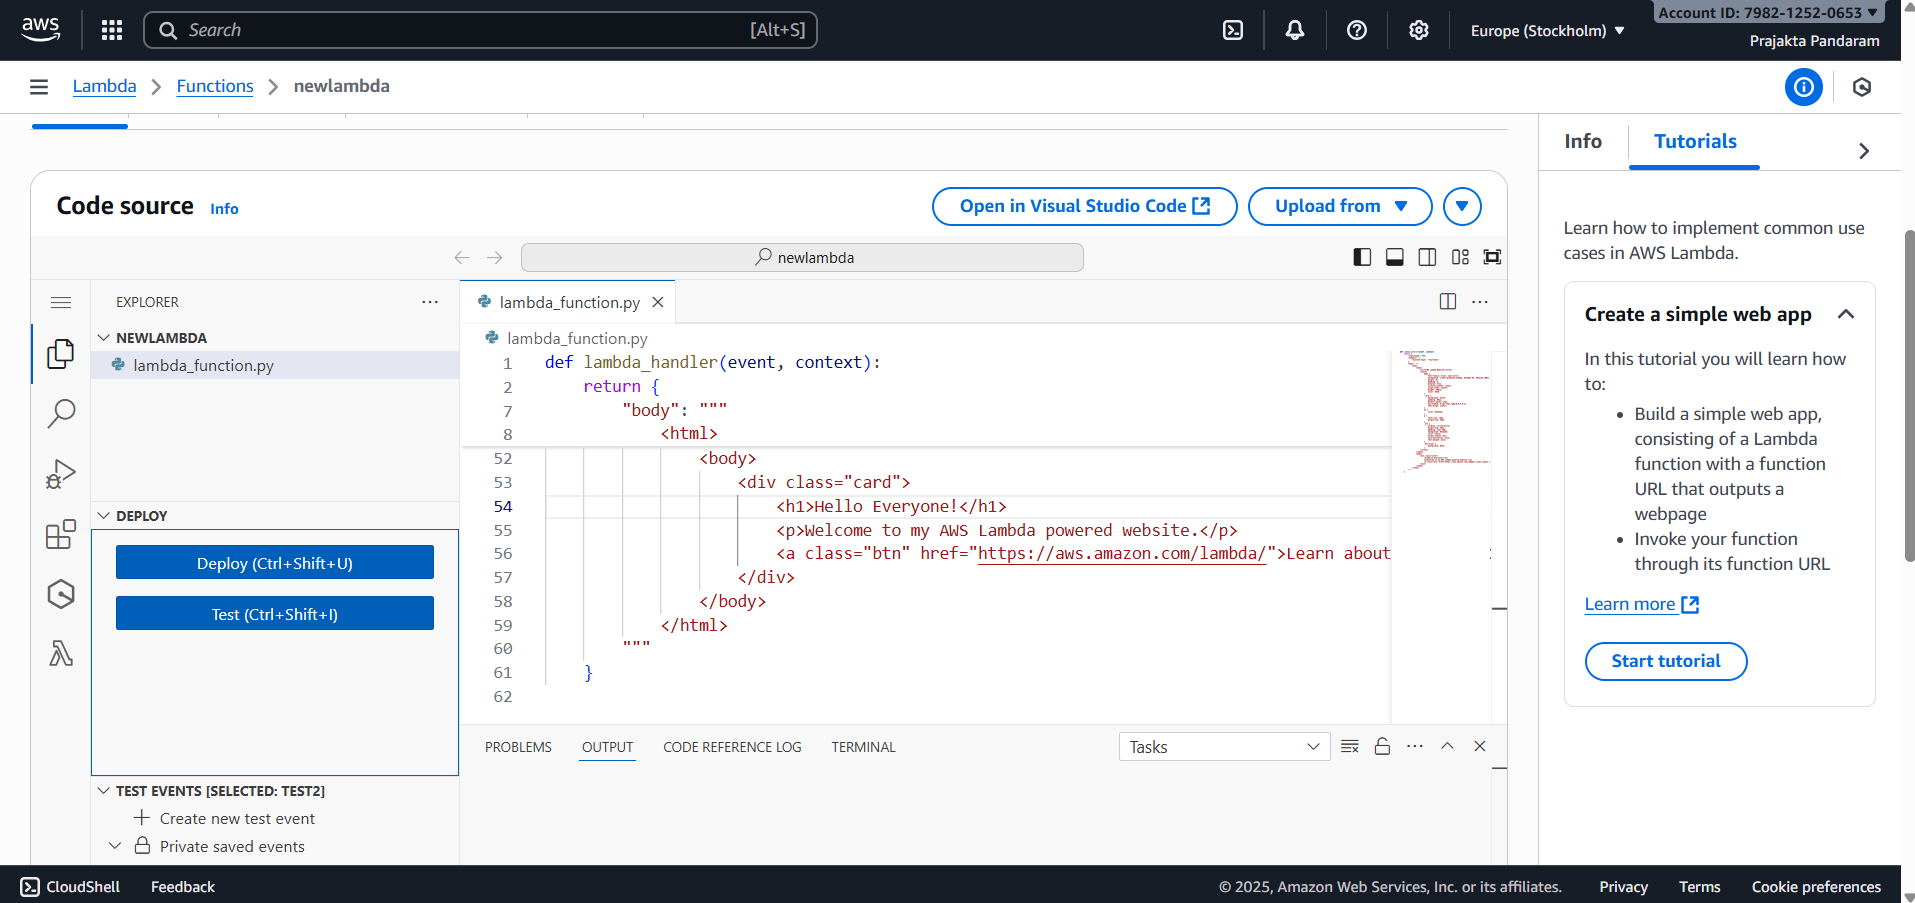 aws
Search [Alt+S]
Europe (Stockholm)
Account ID: 7982-1252-0653
Prajakta Pandaram
Lambda
Functions
newlambda
Code source Info
Open in Visual Studio Code
Upload from
newlambda
EXPLORER
NEWLAMBDA
lambda_function.py
DEPLOY
Deploy (Ctrl+Shift+U)
Test (Ctrl+Shift+I)
TEST EVENTS [SELECTED: TEST2]
Create new test event
Private saved events
lambda_function.py
lambda_function.py
1 def lambda_handler(event, context):
2 return {
7 "body": """
8 <html>
52 <body>
53 <div class="card">
54 <h1>Hello Everyone!</h1>
55 <p>Welcome to my AWS Lambda powered website.</p>
56 <a class="btn" href="https://aws.amazon.com/lambda/">Learn about
57 </div>
58 </body>
59 </html>
60 """
61 }
62
PROBLEMS OUTPUT CODE REFERENCE LOG TERMINAL
Tasks
Info Tutorials
Learn how to implement common use
cases in AWS Lambda.
Create a simple web app
In this tutorial you will learn how
to:
• Build a simple web app,
consisting of a Lambda
function with a function
URL that outputs a
webpage
• Invoke your function
through its function URL
Learn more
Start tutorial
CloudShell Feedback
© 2025, Amazon Web Services, Inc. or its affiliates. Privacy Terms Cookie preferences